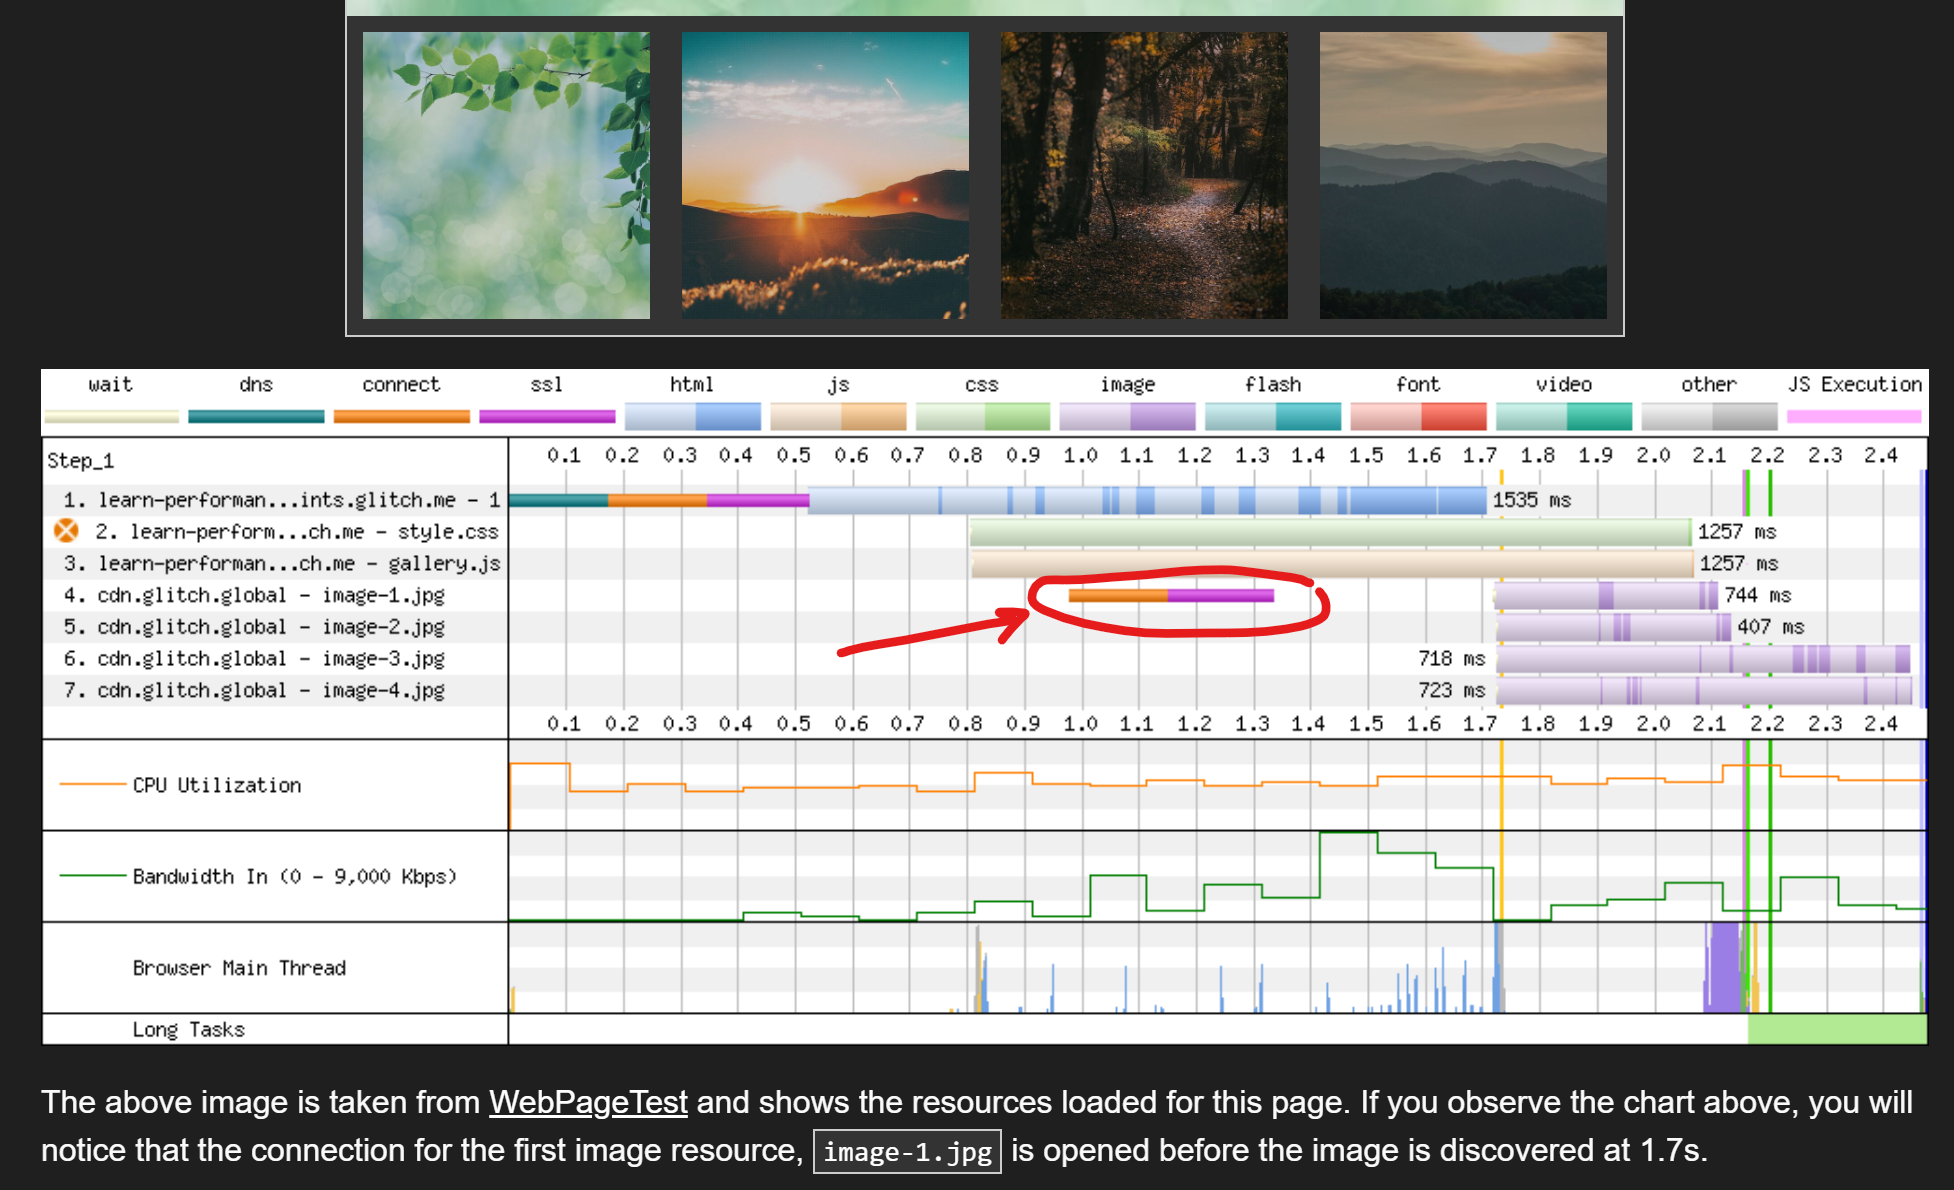 wait dns connect ssl html js css image flash font video other JS Execution
Step_1 0.1 0.2 0.3 0.4 0.5 0.6 0.7 0.8 0.9 1.0 1.1 1.2 1.3 1.4 1.5 1.6 1.7 1.8 1.9 2.0 2.1 2.2 2.3 2.4
1. learn-performan...ints.glitch.me - 1 1535 ms
2. learn-perform...ch.me - style.css 1257 ms
3. learn-performan...ch.me - gallery.js 1257 ms
4. cdn.glitch.global - image-1.jpg 744 ms
5. cdn.glitch.global - image-2.jpg 407 ms
6. cdn.glitch.global - image-3.jpg 718 ms
7. cdn.glitch.global - image-4.jpg 723 ms
0.1 0.2 0.3 0.4 0.5 0.6 0.7 0.8 0.9 1.0 1.1 1.2 1.3 1.4 1.5 1.6 1.7 1.8 1.9 2.0 2.1 2.2 2.3 2.4
CPU Utilization
Bandwidth In (0 - 9,000 Kbps)
Browser Main Thread
Long Tasks
The above image is taken from WebPageTest and shows the resources loaded for this page. If you observe the chart above, you will
notice that the connection for the first image resource, image-1.jpg is opened before the image is discovered at 1.7s.